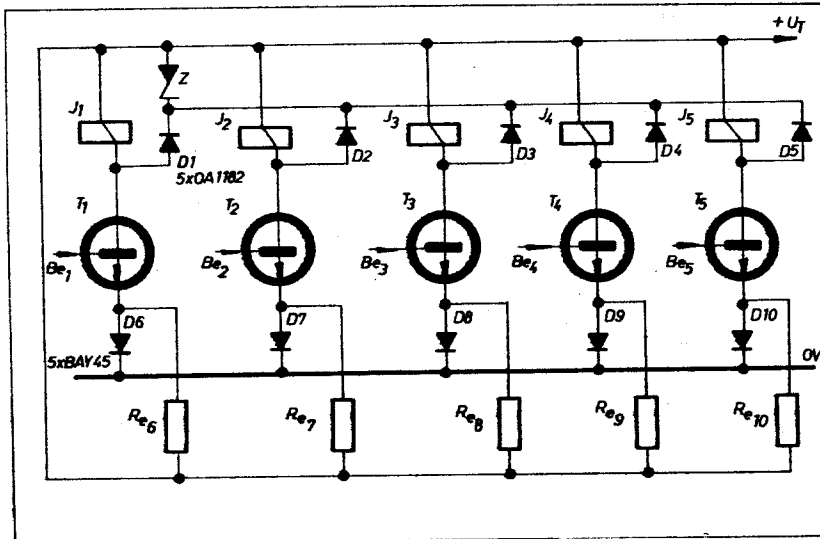 +U_T
Z
J1 J2 J3 J4 J5
D1 D2 D3 D4 D5
5xOA1182
T1 T2 T3 T4 T5
Be1 Be2 Be3 Be4 Be5
D6 D7 D8 D9 D10
5xBAY45 0V
Re6 Re7 Re8 Re9 Re10